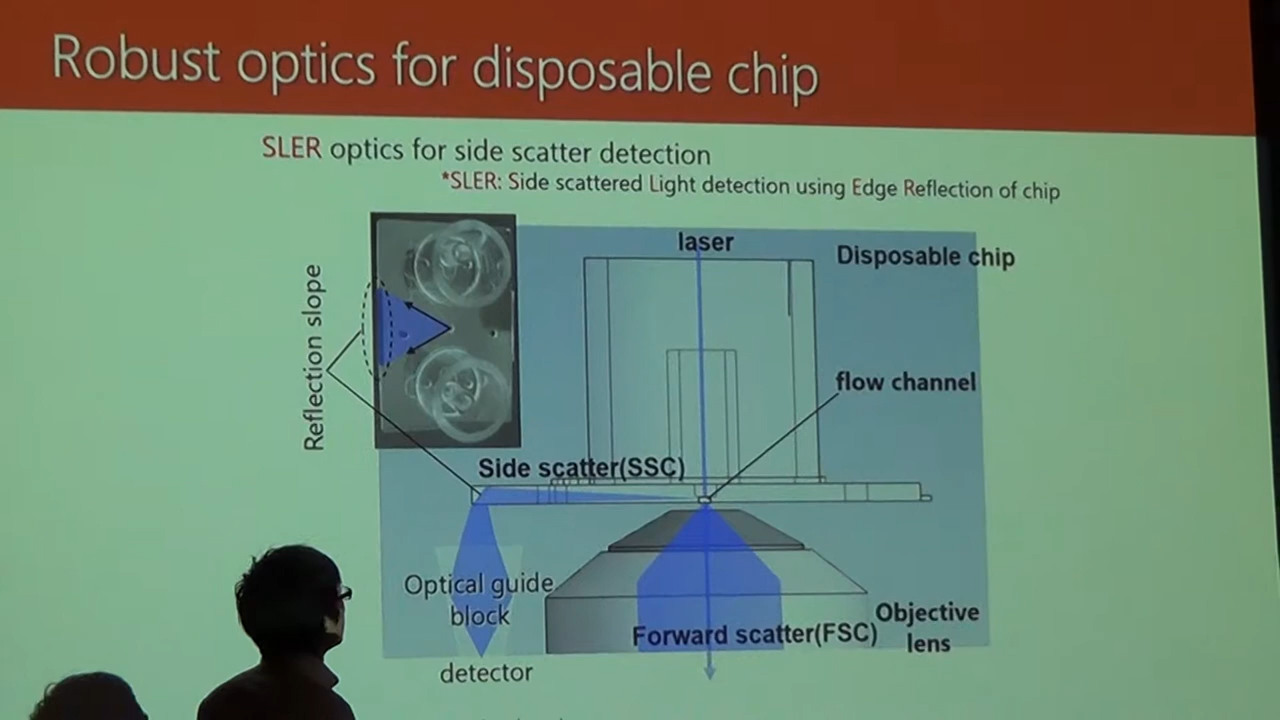 Robust optics for disposable chip
SLER optics for side scatter detection
*SLER: Side scattered Light detection using Edge Reflection of chip
laser
Disposable chip
Reflection slope
flow channel
Side scatter(SSC)
Optical guide
block
Objective
lens
Forward scatter(FSC)
detector